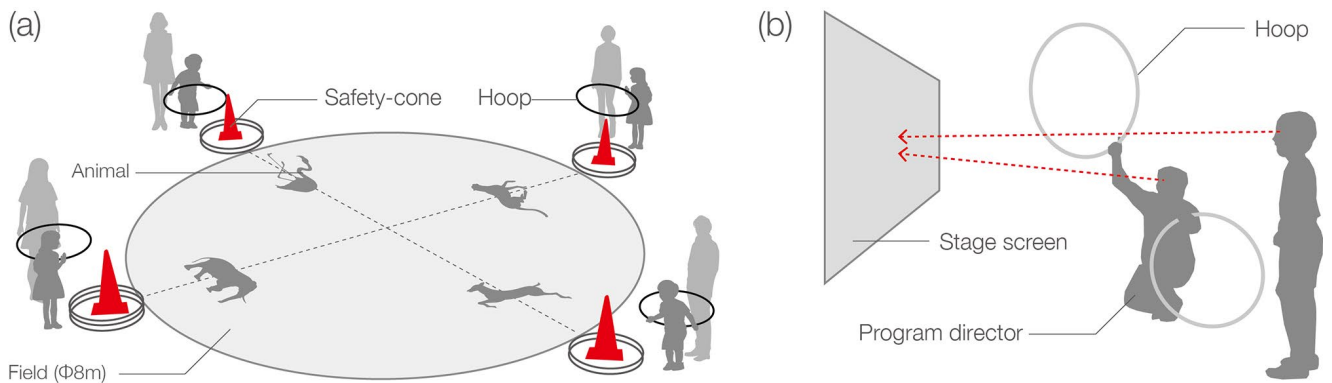 (a)
Safety-cone
Hoop
Animal
Field (Φ8m)
(b)
Hoop
Stage screen
Program director